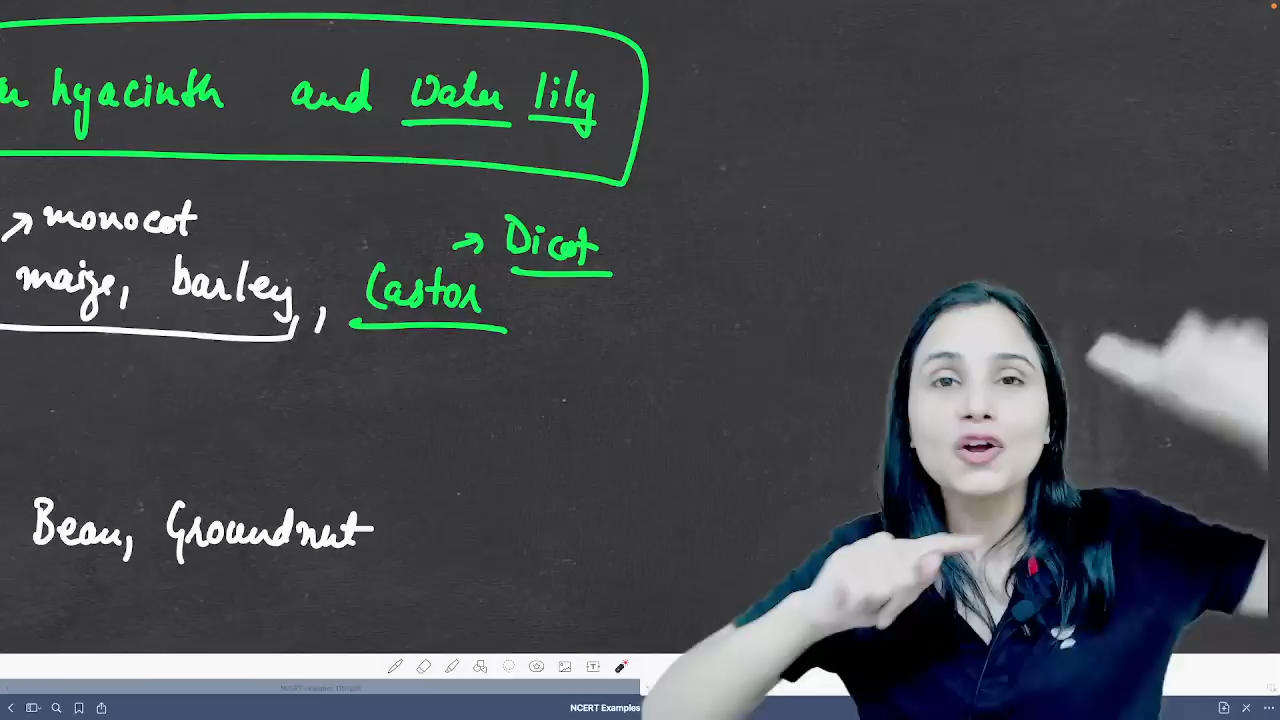 hyacinth and water lily
→ monocot
→ Dicot
maize, barley, Castor
Bean, Groundnut
NCERT Examples